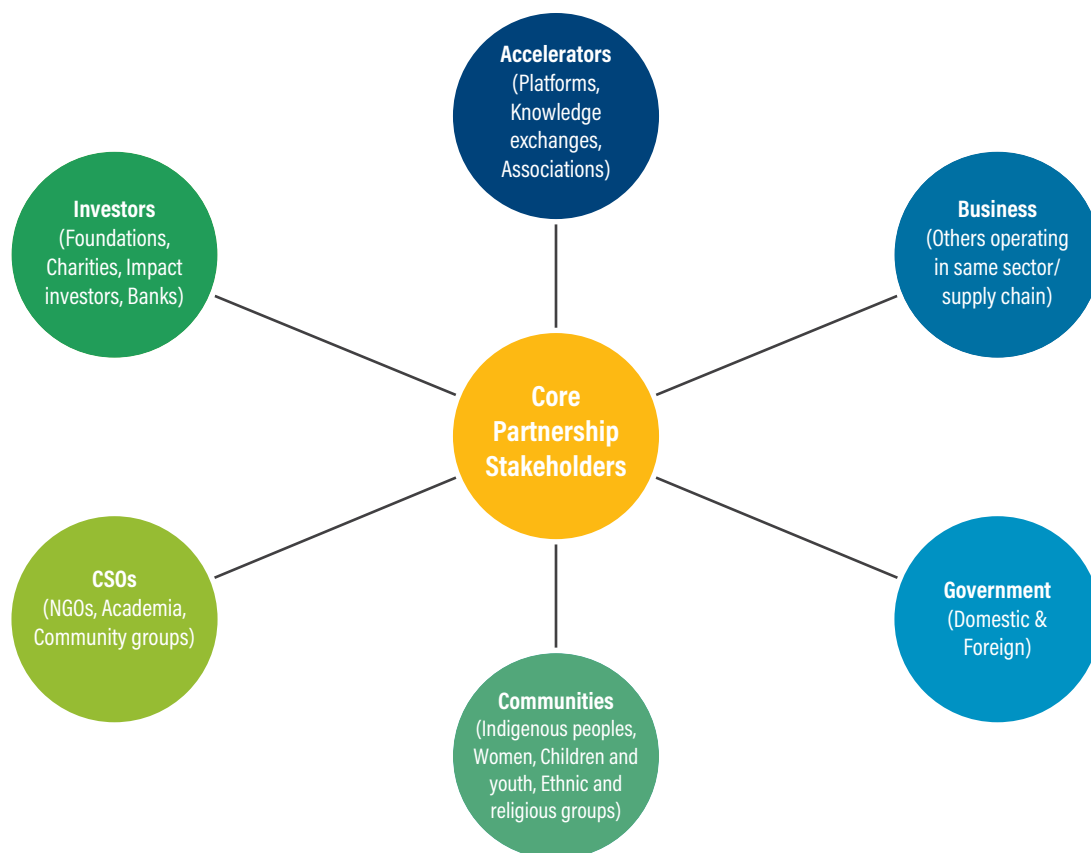 Accelerators
(Platforms,
Knowledge
exchanges,
Associations)
Investors
(Foundations,
Charities, Impact
investors, Banks)
Business
(Others operating
in same sector/
supply chain)
Core
Partnership
Stakeholders
CSOs
(NGOs, Academia,
Community groups)
Government
(Domestic &
Foreign)
Communities
(Indigenous peoples,
Women, Children and
youth, Ethnic and
religious groups)